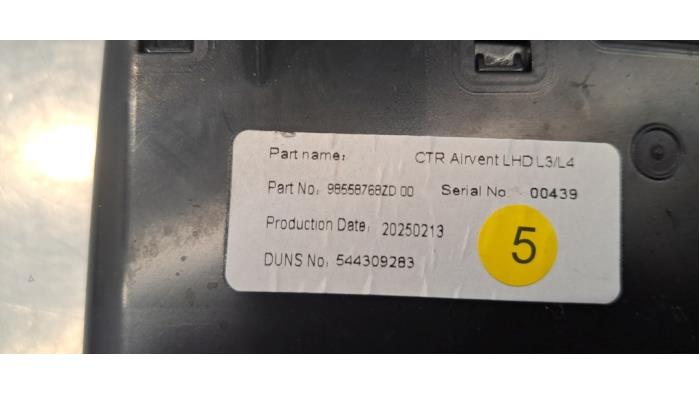 Part name: CTR Airvent LHD L3/L4
Part No: 98558768ZD 00 Serial No 00439
Production Date: 20250213
DUNS No: 544309283
5